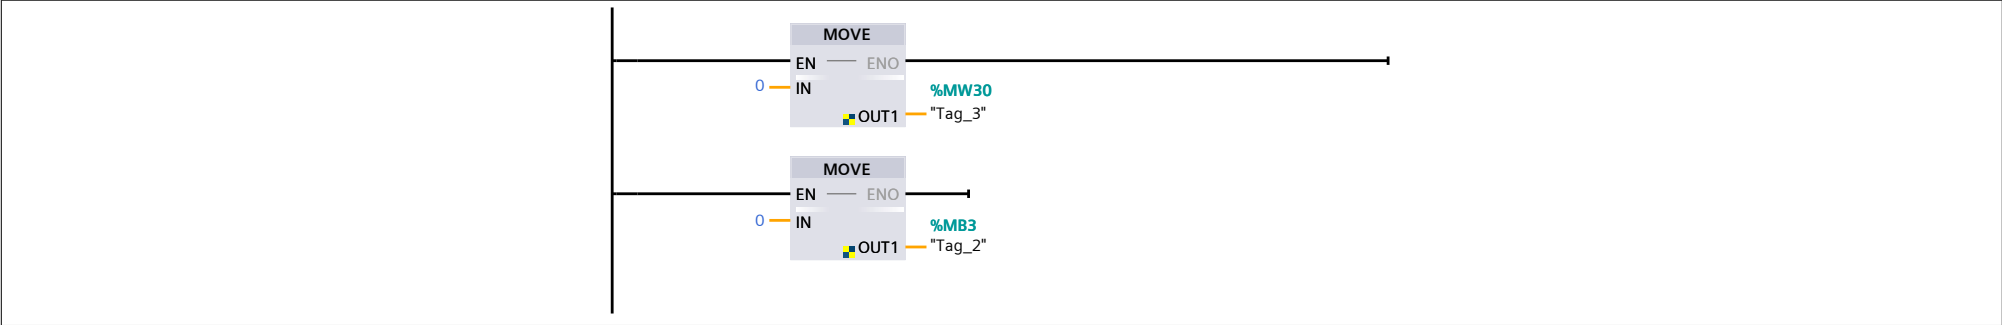 MOVE
EN ENO
0 IN
%MW30
OUT1 "Tag_3"
MOVE
EN ENO
0 IN
%MB3
OUT1 "Tag_2"